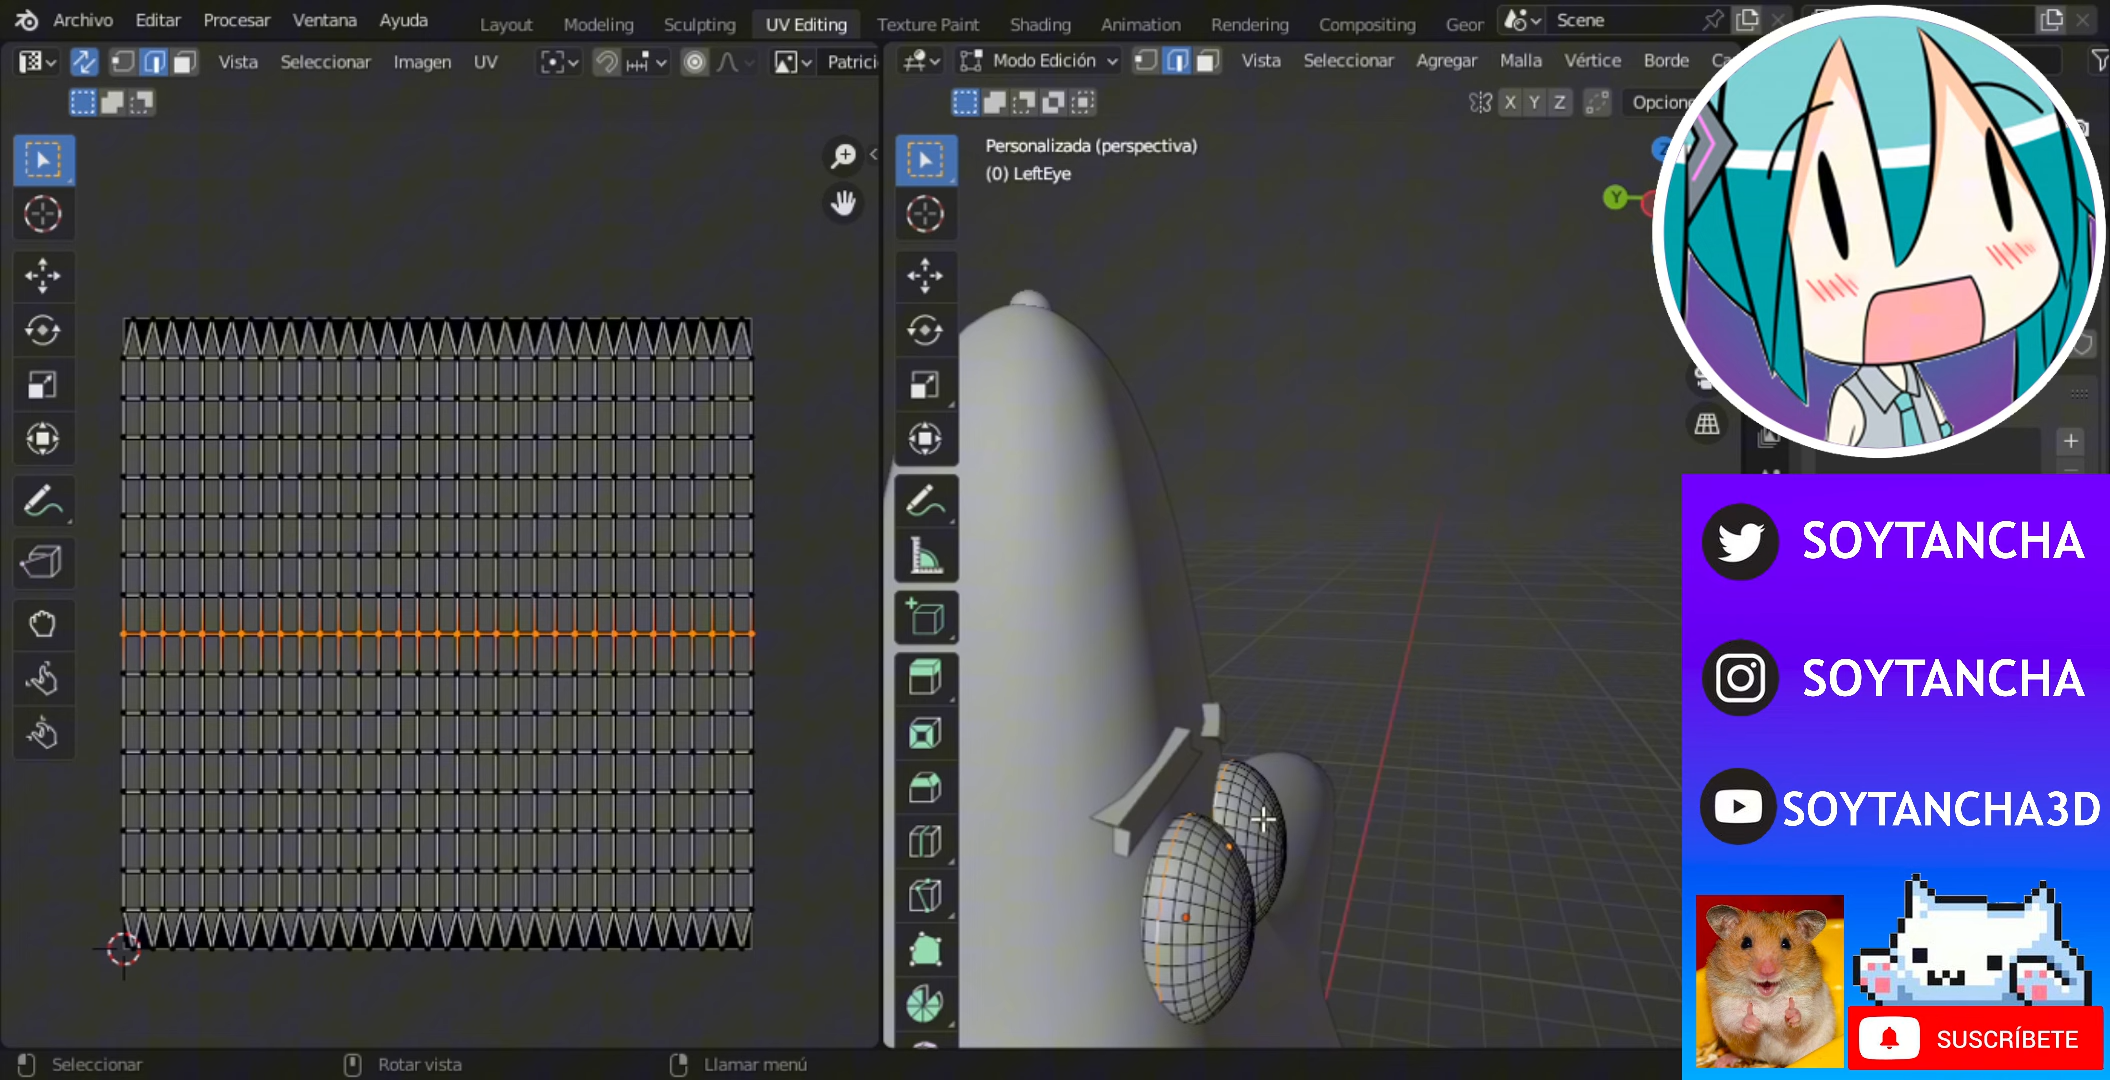 Archivo Editar Procesar Ventana Ayuda Layout Modeling Sculpting UV Editing Texture Paint Shading Animation Rendering Compositing Geor Scene
Vista Seleccionar Imagen UV Patrici
Modo Edición Vista Seleccionar Agregar Malla Vértice Borde Ca
X Y Z Opcione
Personalizada (perspectiva)
(0) LeftEye
Z
Y
SOYTANCHA
SOYTANCHA
SOYTANCHA3D
SUSCRÍBETE
Seleccionar Rotar vista Llamar menú